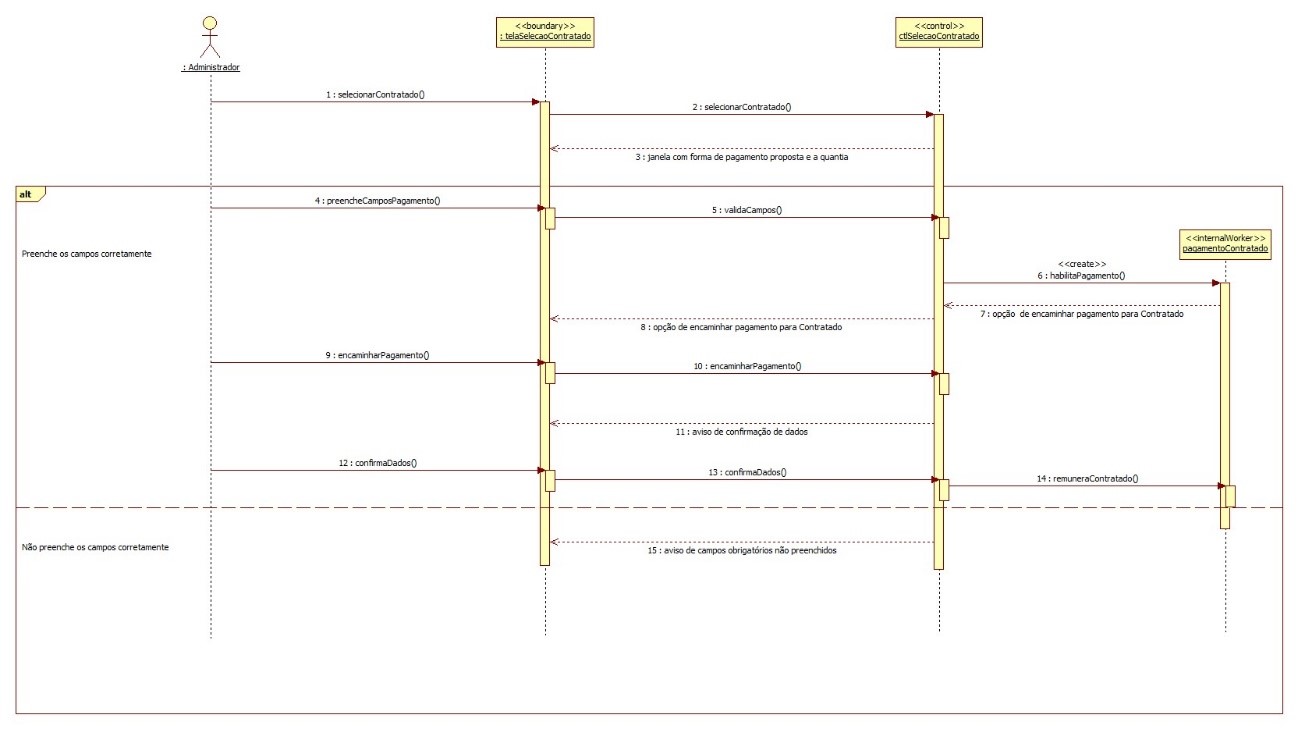 <<boundary>>
: telaSelecaoContratado
<<control>>
ctlSelecaoContratado
: Administrador
1 : selecionarContratado()
2 : selecionarContratado()
3 : janela com forma de pagamento proposta e a quantia
alt
4 : preencheCamposPagamento()
5 : validaCampos()
Preenche os campos corretamente
<<internalWorker>>
pagamentoContratado
<<create>>
6 : habilitaPagamento()
7 : opção  de encaminhar pagamento para Contratado
8 : opção de encaminhar pagamento para Contratado
9 : encaminharPagamento()
10 : encaminharPagamento()
11 : aviso de confirmação de dados
12 : confirmaDados()
13 : confirmaDados()
14 : remuneraContratado()
Não preenche os campos corretamente
15 : aviso de campos obrigatórios não preenchidos